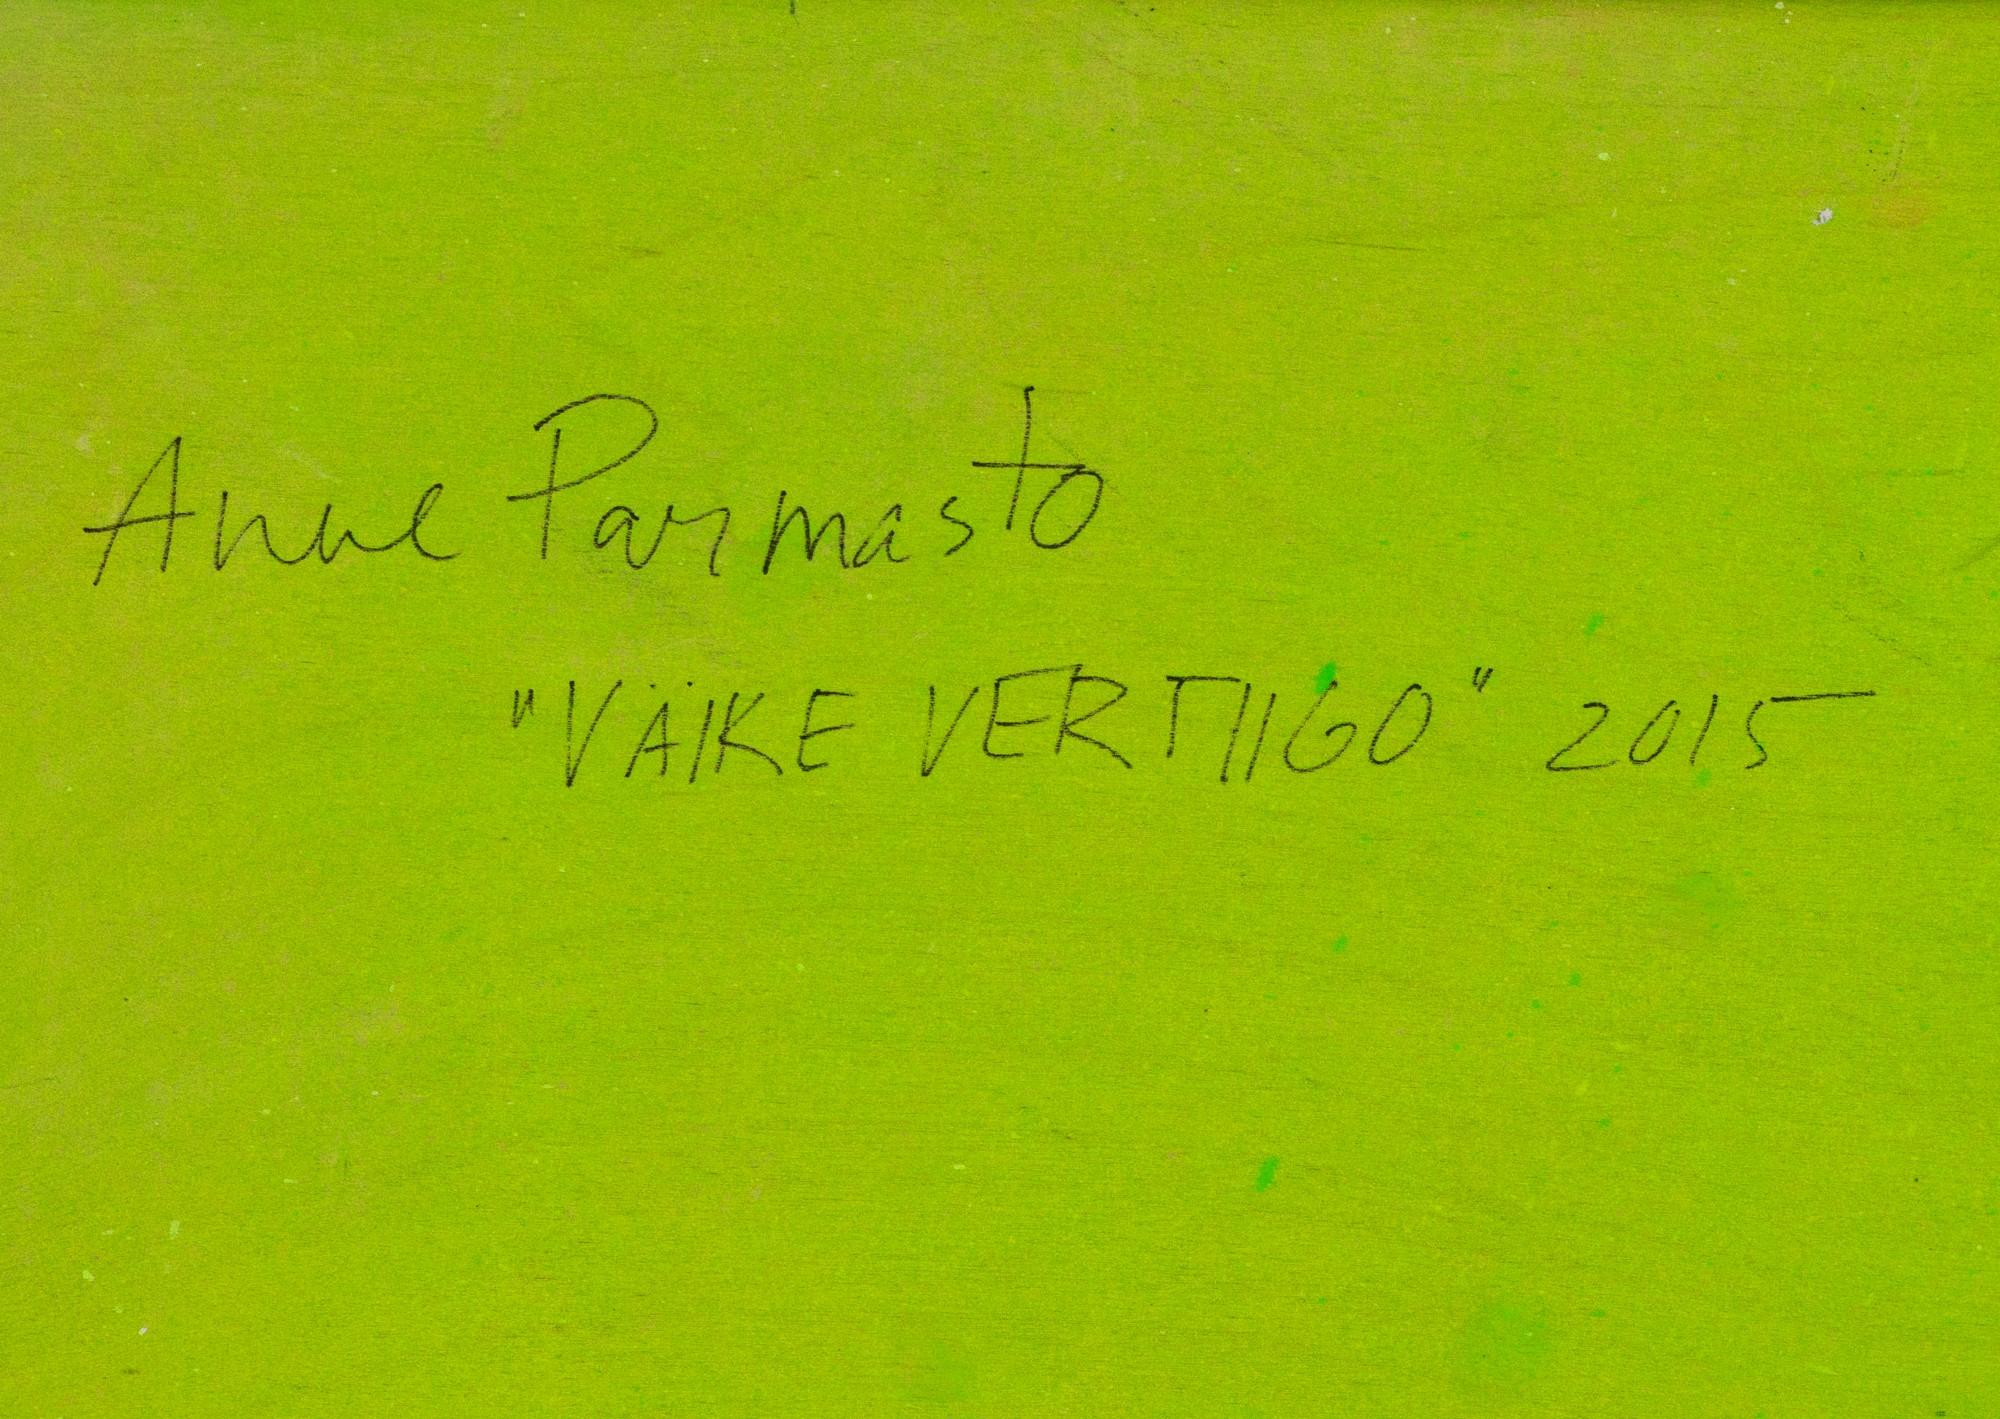 Anne Parmasto
"VÄIKE VERTIIGO" 2015